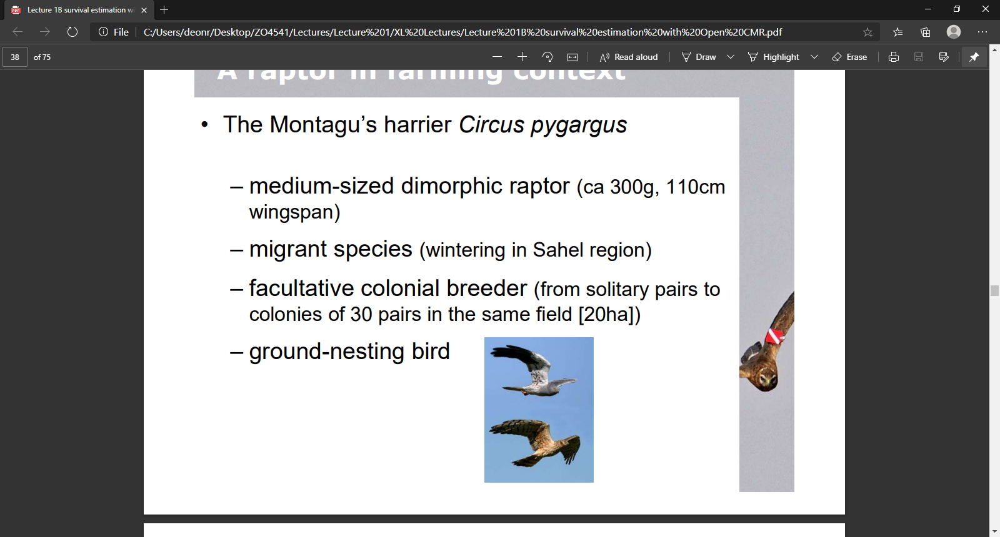 Lecture 1B survival estimation wi
File
C:/Users/deonr/Desktop/ZO4541/Lectures/Lecture%201/XL%20Lectures/Lecture%201B%20survival%20estimation%20with%20Open%20CMR.pdf
38 of 75
Read aloud
Draw
Highlight
Erase
A raptor in farming context
• The Montagu’s harrier Circus pygargus
– medium-sized dimorphic raptor (ca 300g, 110cm
wingspan)
– migrant species (wintering in Sahel region)
– facultative colonial breeder (from solitary pairs to
colonies of 30 pairs in the same field [20ha])
– ground-nesting bird